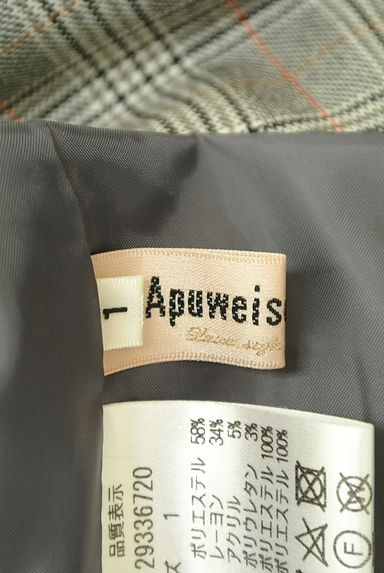 1
Apuweis
品質表示
29336720
ズ 1
ポリエステル 58%
レーヨン 34%
アクリル 5%
ポリウレタン 3%
ポリエステル 100%
ポリエステル 100%
F